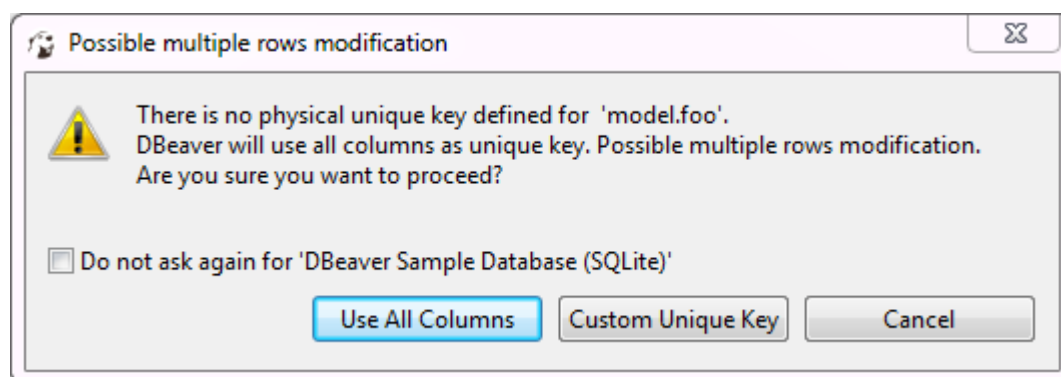 Possible multiple rows modification
There is no physical unique key defined for 'model.foo'.
DBeaver will use all columns as unique key. Possible multiple rows modification.
Are you sure you want to proceed?
Do not ask again for 'DBeaver Sample Database (SQLite)'
Use All Columns Custom Unique Key Cancel